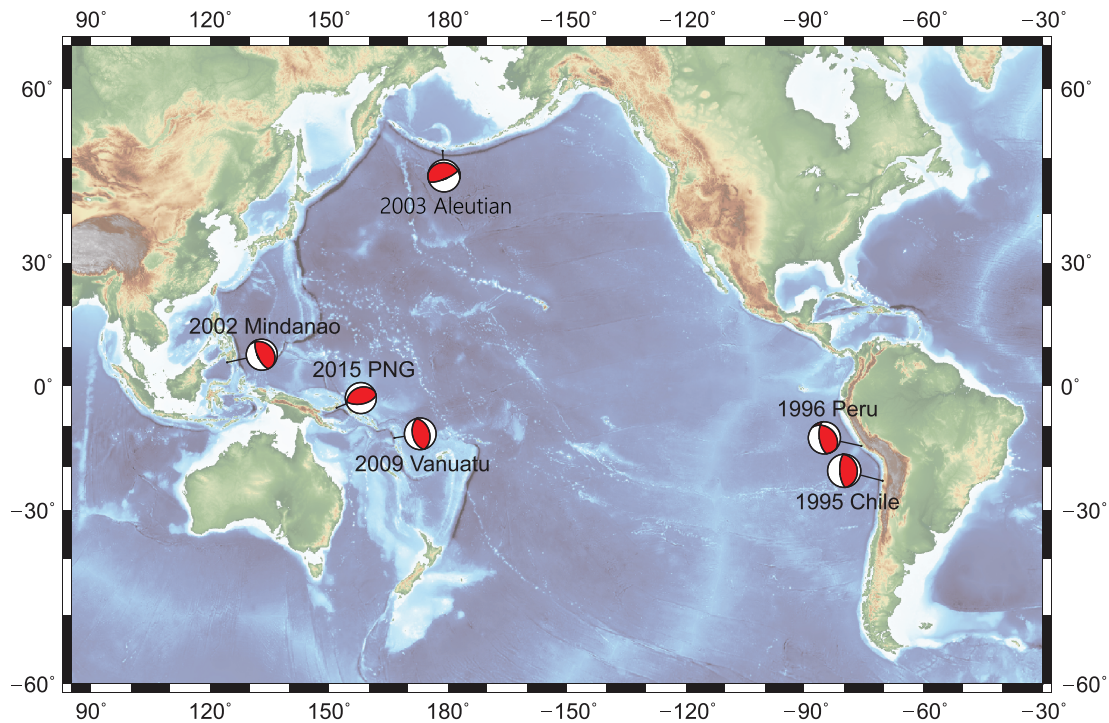 90° 120° 150° 180° −150° −120° −90° −60° −30°
60° 60°
2003 Aleutian
30° 30°
2002 Mindanao
2015 PNG
0° 0°
1996 Peru
2009 Vanuatu
1995 Chile
−30° −30°
−60° −60°
90° 120° 150° 180° −150° −120° −90° −60° −30°